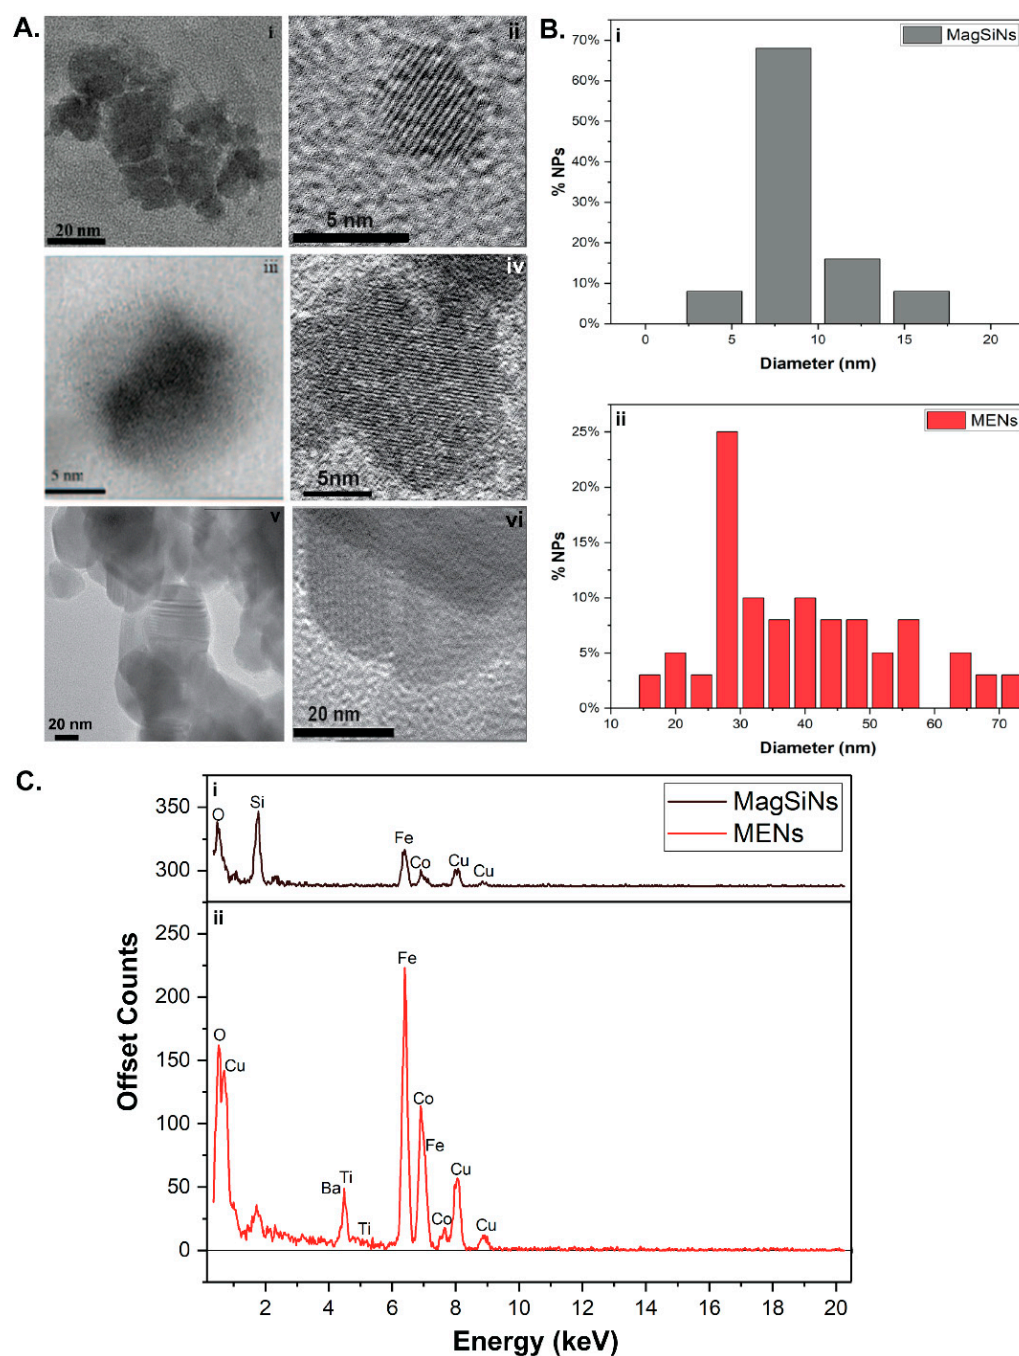 A.
i
20 nm
ii
5 nm
iii
5 nm
iv
5nm
v
20 nm
vi
20 nm
B.
i
MagSiNs
70%
60%
50%
40%
30%
20%
10%
0%
% NPs
0 5 10 15 20
Diameter (nm)
ii
MENs
25%
20%
15%
10%
5%
0%
% NPs
10 20 30 40 50 60 70
Diameter (nm)
C.
i
MagSiNs
MENs
350
300
O Si Fe Co Cu Cu
ii
250
200
150
100
50
0
O Cu Ba Ti Ti Fe Co Fe Co Cu Cu
Offset Counts
2 4 6 8 10 12 14 16 18 20
Energy (keV)